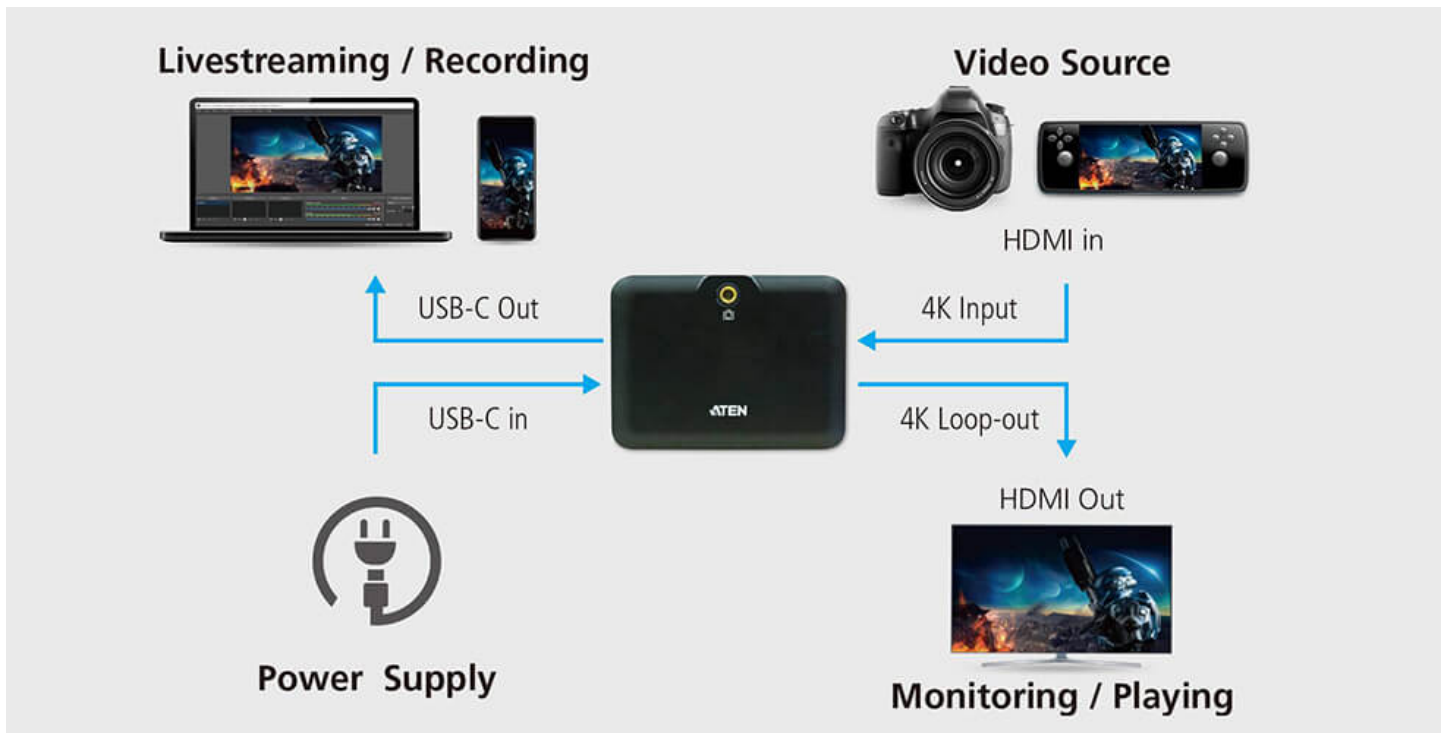 Livestreaming / Recording
Video Source
HDMI in
USB-C Out
4K Input
USB-C in
ATEN
4K Loop-out
HDMI Out
Power Supply
Monitoring / Playing